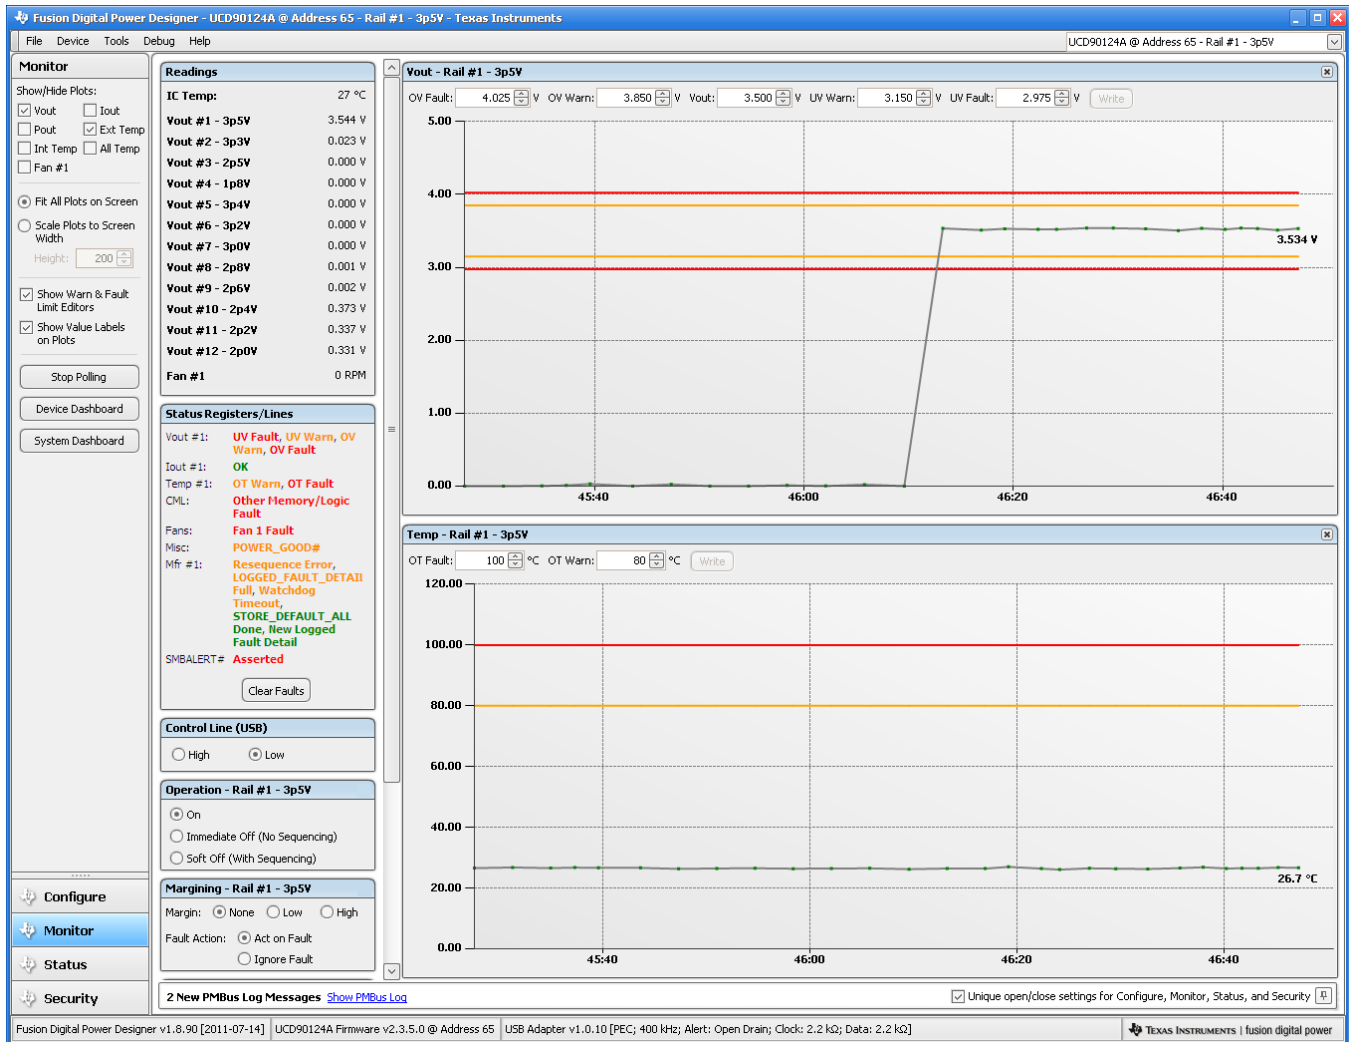 Fusion Digital Power Designer - UCD90124A @ Address 65 - Rail #1 - 3p5V - Texas Instruments
File Device Tools Debug Help
UCD90124A @ Address 65 - Rail #1 - 3p5V
Monitor
Show/Hide Plots:
Vout Iout
Pout Ext Temp
Int Temp All Temp
Fan #1
Fit All Plots on Screen
Scale Plots to Screen
Width
Height: 200
Show Warn & Fault
Limit Editors
Show Value Labels
on Plots
Stop Polling
Device Dashboard
System Dashboard
Configure
Monitor
Status
Security
Readings
IC Temp: 27 °C
Vout #1 - 3p5V 3.544 V
Vout #2 - 3p3V 0.023 V
Vout #3 - 2p5V 0.000 V
Vout #4 - 1p8V 0.000 V
Vout #5 - 3p4V 0.000 V
Vout #6 - 3p2V 0.000 V
Vout #7 - 3p0V 0.000 V
Vout #8 - 2p8V 0.001 V
Vout #9 - 2p6V 0.002 V
Vout #10 - 2p4V 0.373 V
Vout #11 - 2p2V 0.337 V
Vout #12 - 2p0V 0.331 V
Fan #1 0 RPM
Status Registers/Lines
Vout #1: UV Fault, UV Warn, OV
Warn, OV Fault
Iout #1: OK
Temp #1: OT Warn, OT Fault
CML: Other Memory/Logic
Fault
Fans: Fan 1 Fault
Misc: POWER_GOOD#
Mfr #1: Resequence Error,
LOGGED_FAULT_DETAIL
Full, Watchdog
Timeout,
STORE_DEFAULT_ALL
Done, New Logged
Fault Detail
SMBALERT# Asserted
Clear Faults
Control Line (USB)
High Low
Operation - Rail #1 - 3p5V
On
Immediate Off (No Sequencing)
Soft Off (With Sequencing)
Margining - Rail #1 - 3p5V
Margin: None Low High
Fault Action: Act on Fault
Ignore Fault
Vout - Rail #1 - 3p5V
OV Fault: 4.025 V OV Warn: 3.850 V Vout: 3.500 V UV Warn: 3.150 V UV Fault: 2.975 V Write
5.00
4.00
3.00
2.00
1.00
0.00
3.534 V
45:40 46:00 46:20 46:40
Temp - Rail #1 - 3p5V
OT Fault: 100 °C OT Warn: 80 °C Write
120.00
100.00
80.00
60.00
40.00
20.00
0.00
26.7 °C
45:40 46:00 46:20 46:40
2 New PMBus Log Messages Show PMBus Log
Unique open/close settings for Configure, Monitor, Status, and Security
Fusion Digital Power Designer v1.8.90 [2011-07-14] UCD90124A Firmware v2.3.5.0 @ Address 65 USB Adapter v1.0.10 [PEC; 400 kHz; Alert: Open Drain; Clock: 2.2 kΩ; Data: 2.2 kΩ] TEXAS INSTRUMENTS | fusion digital power